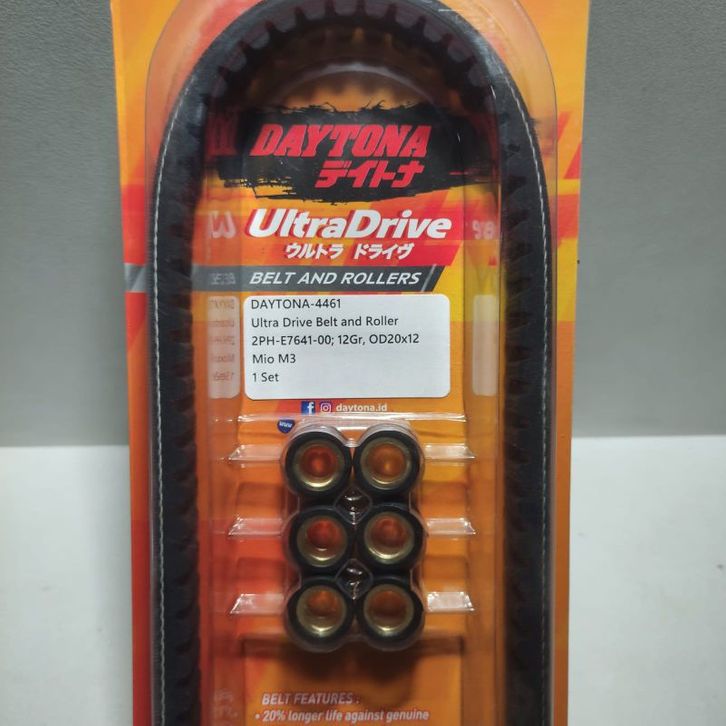 DAYTONA
デイトナ
UltraDrive
ウルトラ ドライヴ
BELT AND ROLLERS
DAYTONA-4461
Ultra Drive Belt and Roller
2PH-E7641-00; 12Gr, OD20x12
Mio M3
1 Set
daytona.id
www
BELT FEATURES :
• 20% longer life against genuine